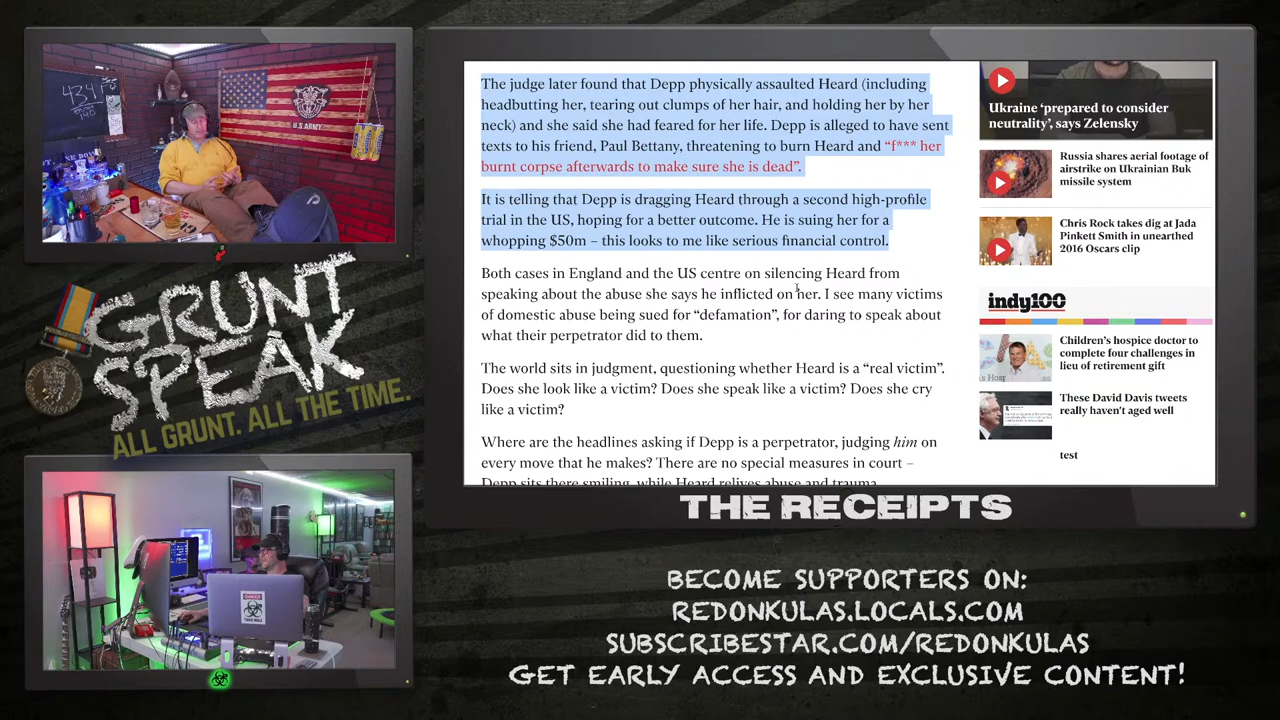 434
140
U.S. ARMY
GRUNT
SPEAK
ALL GRUNT. ALL THE TIME.
The judge later found that Depp physically assaulted Heard (including
headbutting her, tearing out clumps of her hair, and holding her by her
neck) and she said she had feared for her life. Depp is alleged to have sent
texts to his friend, Paul Bettany, threatening to burn Heard and “f*** her
burnt corpse afterwards to make sure she is dead”.
It is telling that Depp is dragging Heard through a second high-profile
trial in the US, hoping for a better outcome. He is suing her for a
whopping $50m – this looks to me like serious financial control.
Both cases in England and the US centre on silencing Heard from
speaking about the abuse she says he inflicted on her. I see many victims
of domestic abuse being sued for “defamation”, for daring to speak about
what their perpetrator did to them.
The world sits in judgment, questioning whether Heard is a “real victim”.
Does she look like a victim? Does she speak like a victim? Does she cry
like a victim?
Where are the headlines asking if Depp is a perpetrator, judging him on
every move that he makes? There are no special measures in court –
Depp sits there smiling, while Heard relives abuse and trauma
Ukraine ‘prepared to consider
neutrality’, says Zelensky
Russia shares aerial footage of
airstrike on Ukrainian Buk
missile system
Chris Rock takes dig at Jada
Pinkett Smith in unearthed
2016 Oscars clip
indy100
Children’s hospice doctor to
complete four challenges in
lieu of retirement gift
These David Davis tweets
really haven’t aged well
test
THE RECEIPTS
BECOME SUPPORTERS ON:
REDONKULAS.LOCALS.COM
SUBSCRIBESTAR.COM/REDONKULAS
GET EARLY ACCESS AND EXCLUSIVE CONTENT!